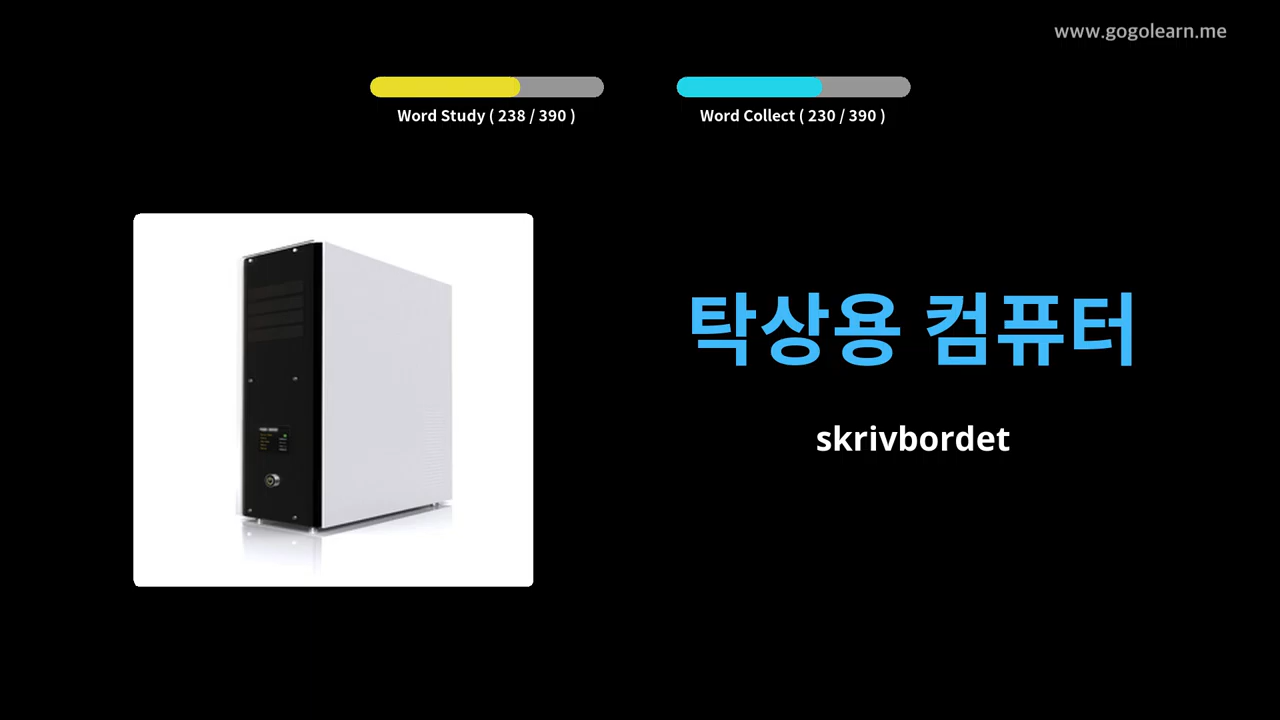 www.gogolearn.me
Word Study ( 238 / 390 )
Word Collect ( 230 / 390 )
탁상용 컴퓨터
skrivbordet